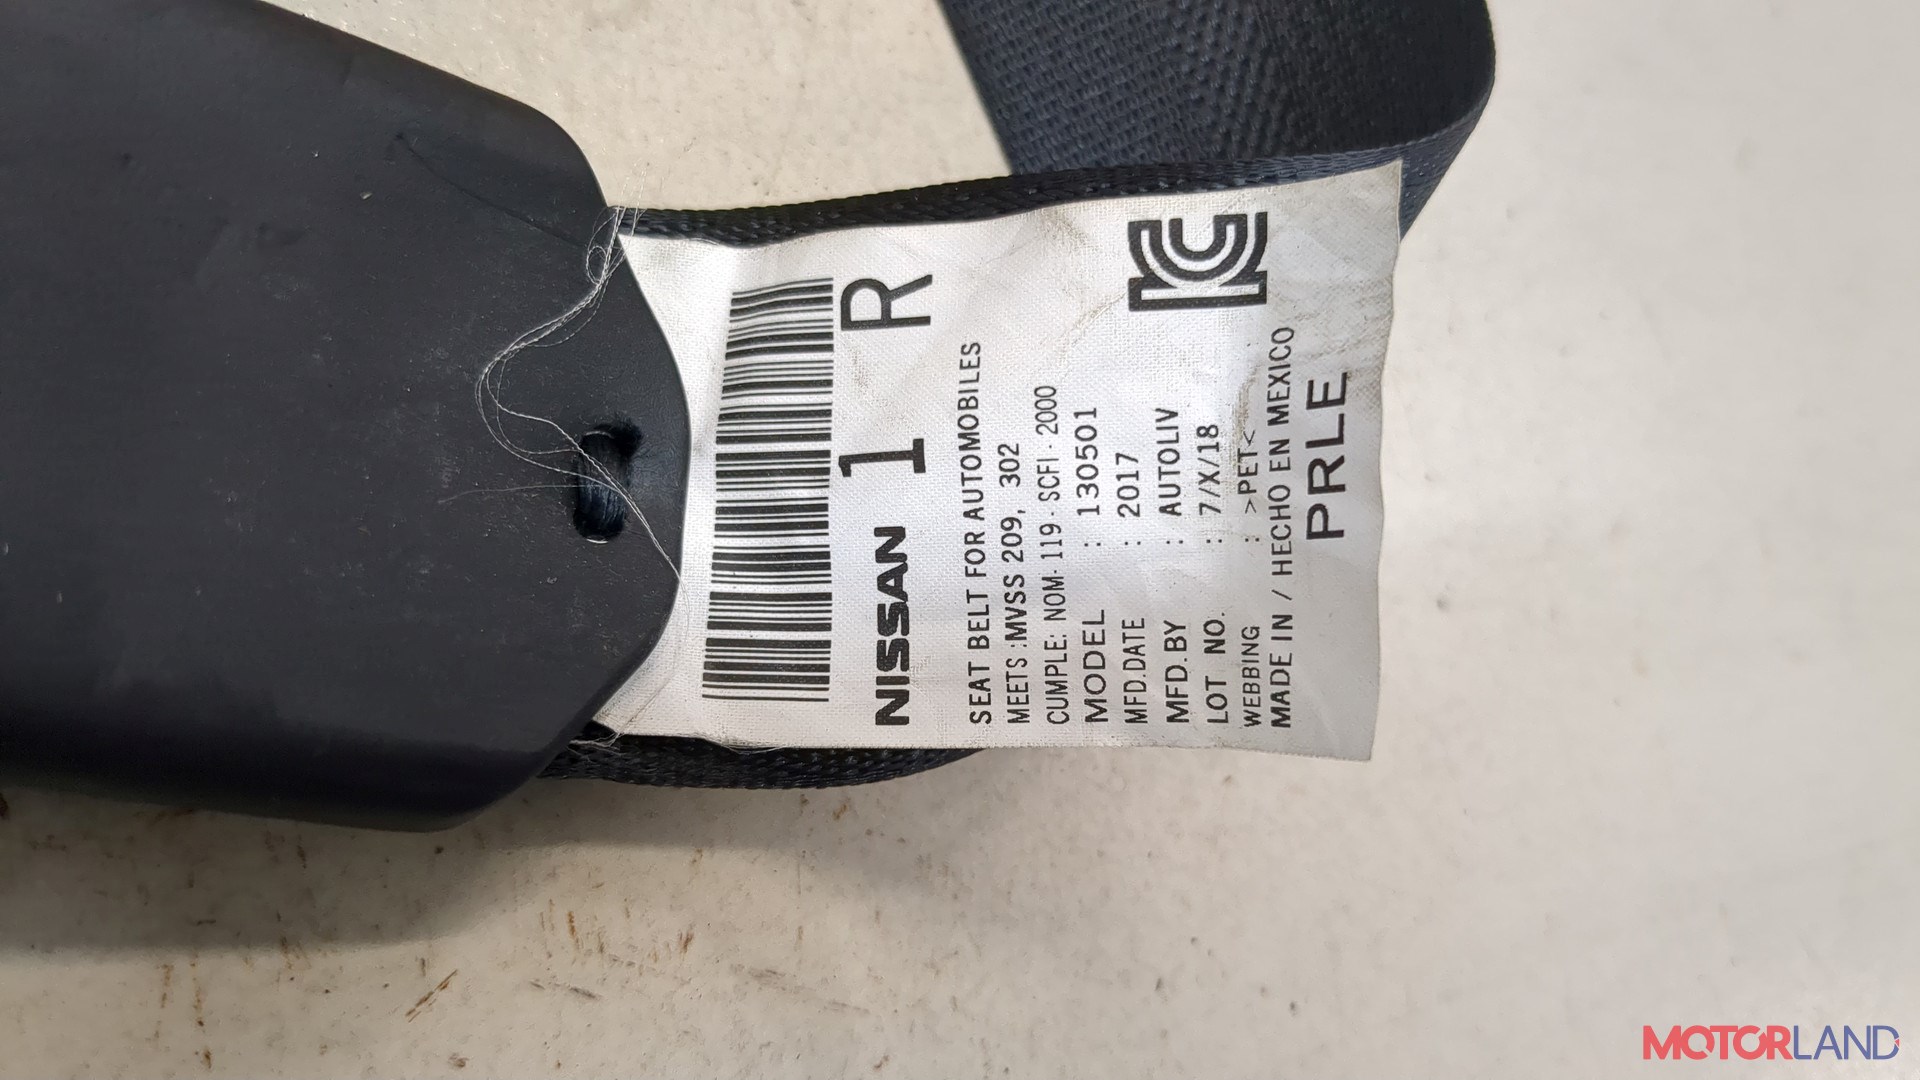 NISSAN 1 R
SEAT BELT FOR AUTOMOBILES
MEETS : MVSS 209, 302
CUMPLE: NOM- 119 - SCFI - 2000
MODEL : 130501
MFD.DATE : 2017
MFD.BY : AUTOLIV
LOT NO. : 7/X/18
WEBBING : >PET<
MADE IN / HECHO EN MEXICO
PRLE
MOTORLAND